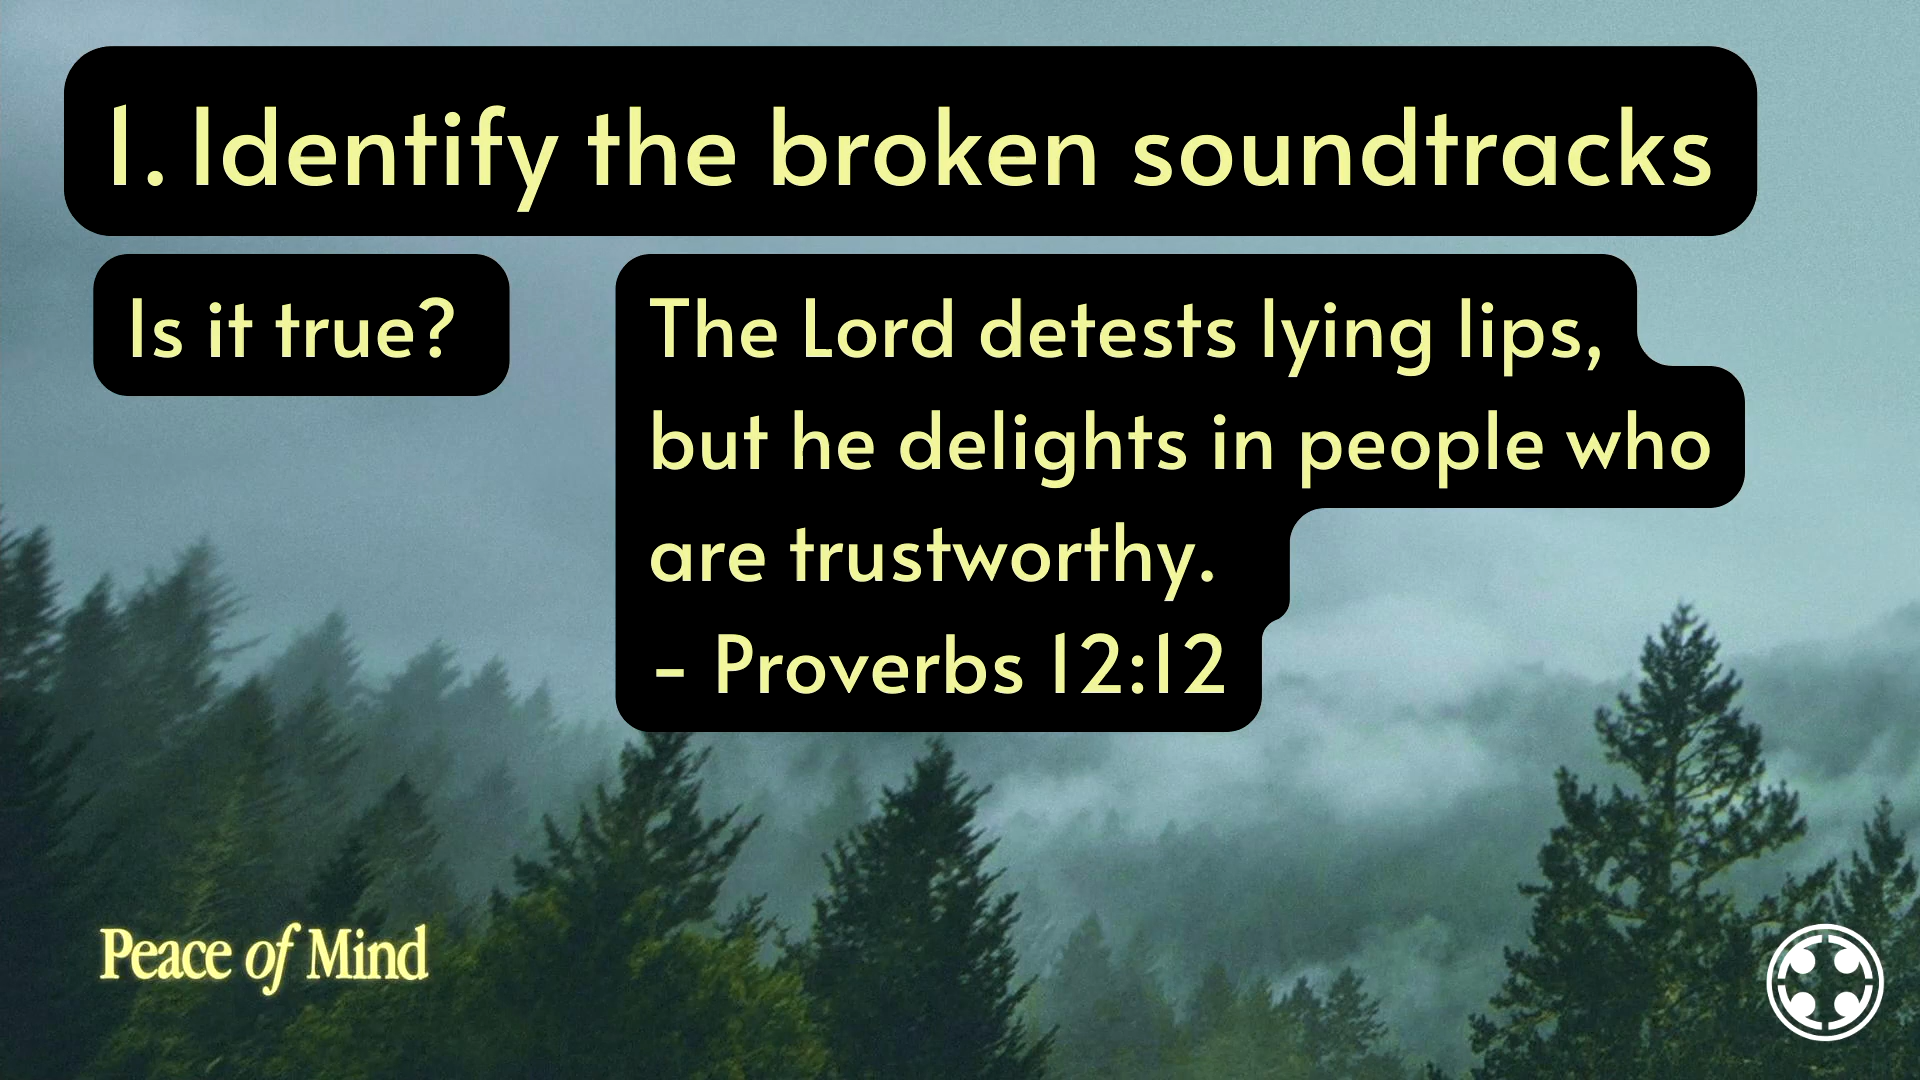 1. Identify the broken soundtracks
Is it true?
The Lord detests lying lips,
but he delights in people who
are trustworthy.
- Proverbs 12:12
Peace of Mind